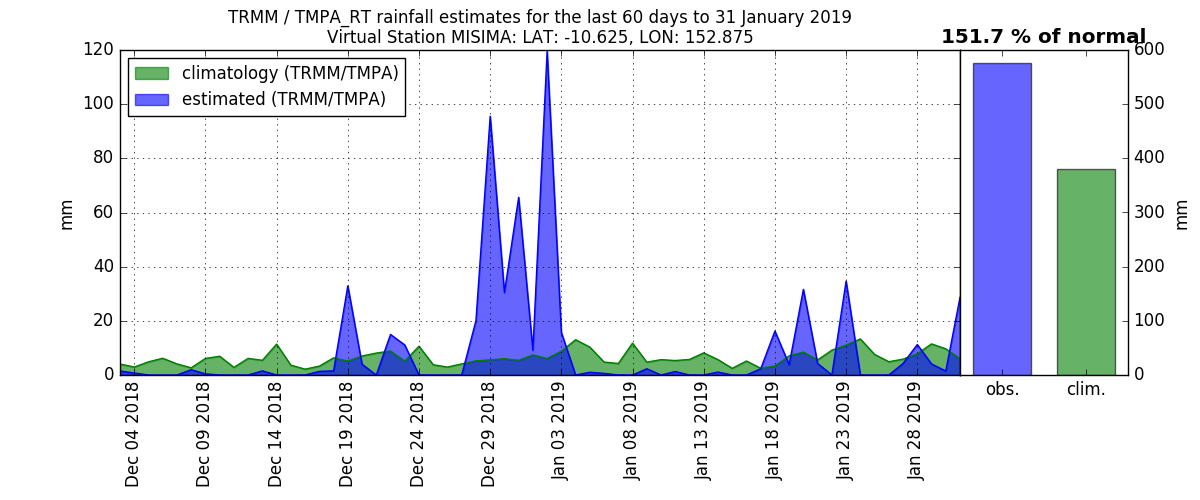 TRMM / TMPA_RT rainfall estimates for the last 60 days to 31 January 2019
Virtual Station MISIMA: LAT: -10.625, LON: 152.875
151.7 % of normal
climatology (TRMM/TMPA)
estimated (TRMM/TMPA)
120
100
80
60
40
20
0
mm
600
500
400
300
200
100
0
mm
Dec 04 2018
Dec 09 2018
Dec 14 2018
Dec 19 2018
Dec 24 2018
Dec 29 2018
Jan 03 2019
Jan 08 2019
Jan 13 2019
Jan 18 2019
Jan 23 2019
Jan 28 2019
obs.
clim.